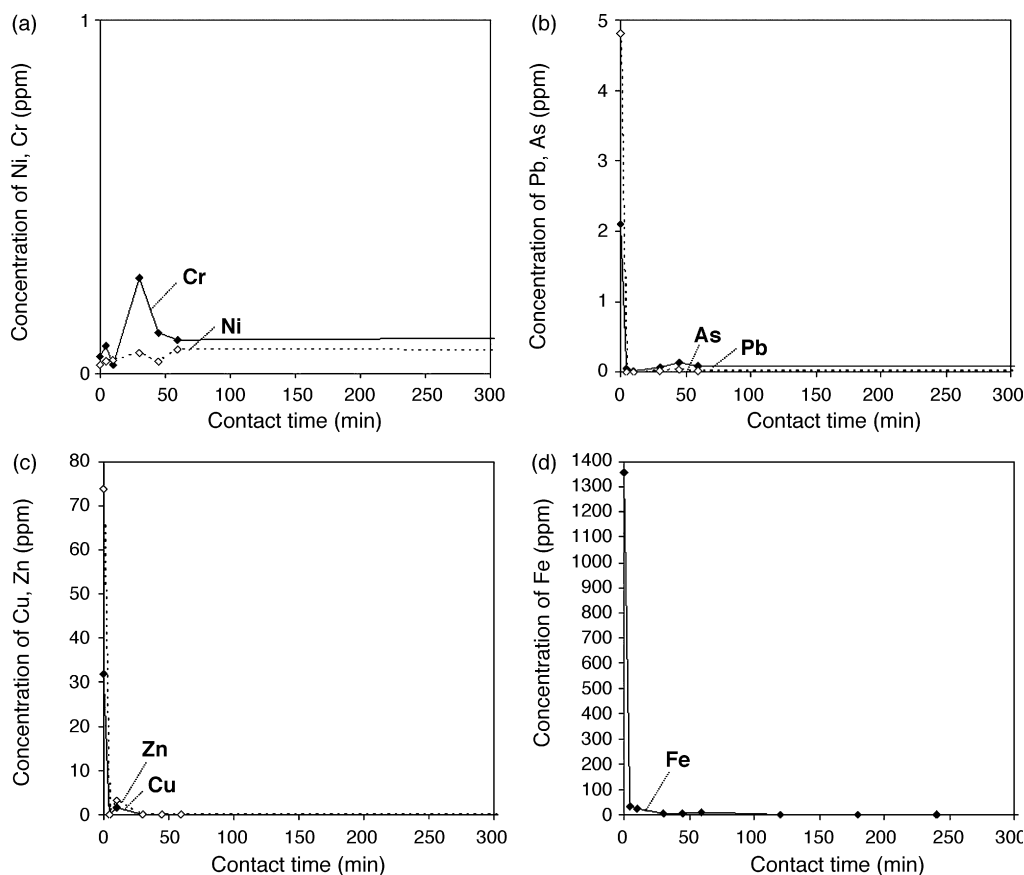 (a)
Concentration of Ni, Cr (ppm)
1
0
Cr
Ni
0 50 100 150 200 250 300
Contact time (min)
(b)
Concentration of Pb, As (ppm)
5
4
3
2
1
0
As
Pb
0 50 100 150 200 250 300
Contact time (min)
(c)
Concentration of Cu, Zn (ppm)
80
70
60
50
40
30
20
10
0
Zn
Cu
0 50 100 150 200 250 300
Contact time (min)
(d)
Concentration of Fe (ppm)
1400
1300
1200
1100
1000
900
800
700
600
500
400
300
200
100
0
Fe
0 50 100 150 200 250 300
Contact time (min)